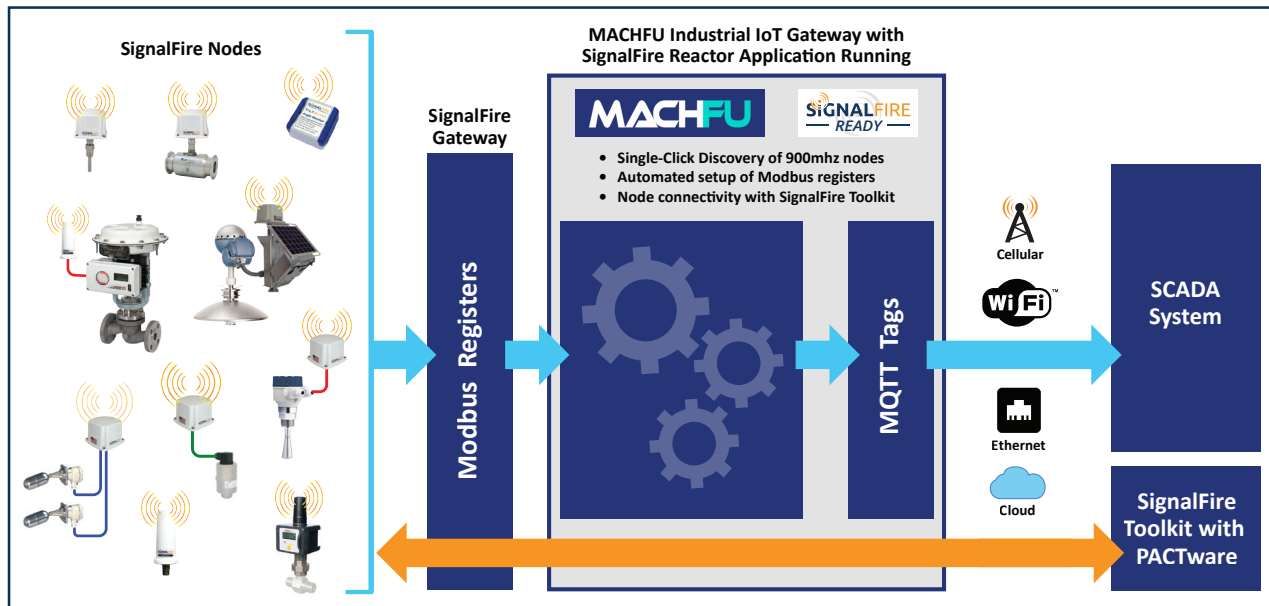 SignalFire Nodes
SignalFire
Gateway
Modbus Registers
MACHFU Industrial IoT Gateway with
SignalFire Reactor Application Running
MACHFU
SIGNALFIRE
READY
• Single-Click Discovery of 900mhz nodes
• Automated setup of Modbus registers
• Node connectivity with SignalFire Toolkit
MQTT Tags
Cellular
WiFi™
Ethernet
Cloud
SCADA
System
SignalFire
Toolkit with
PACTware